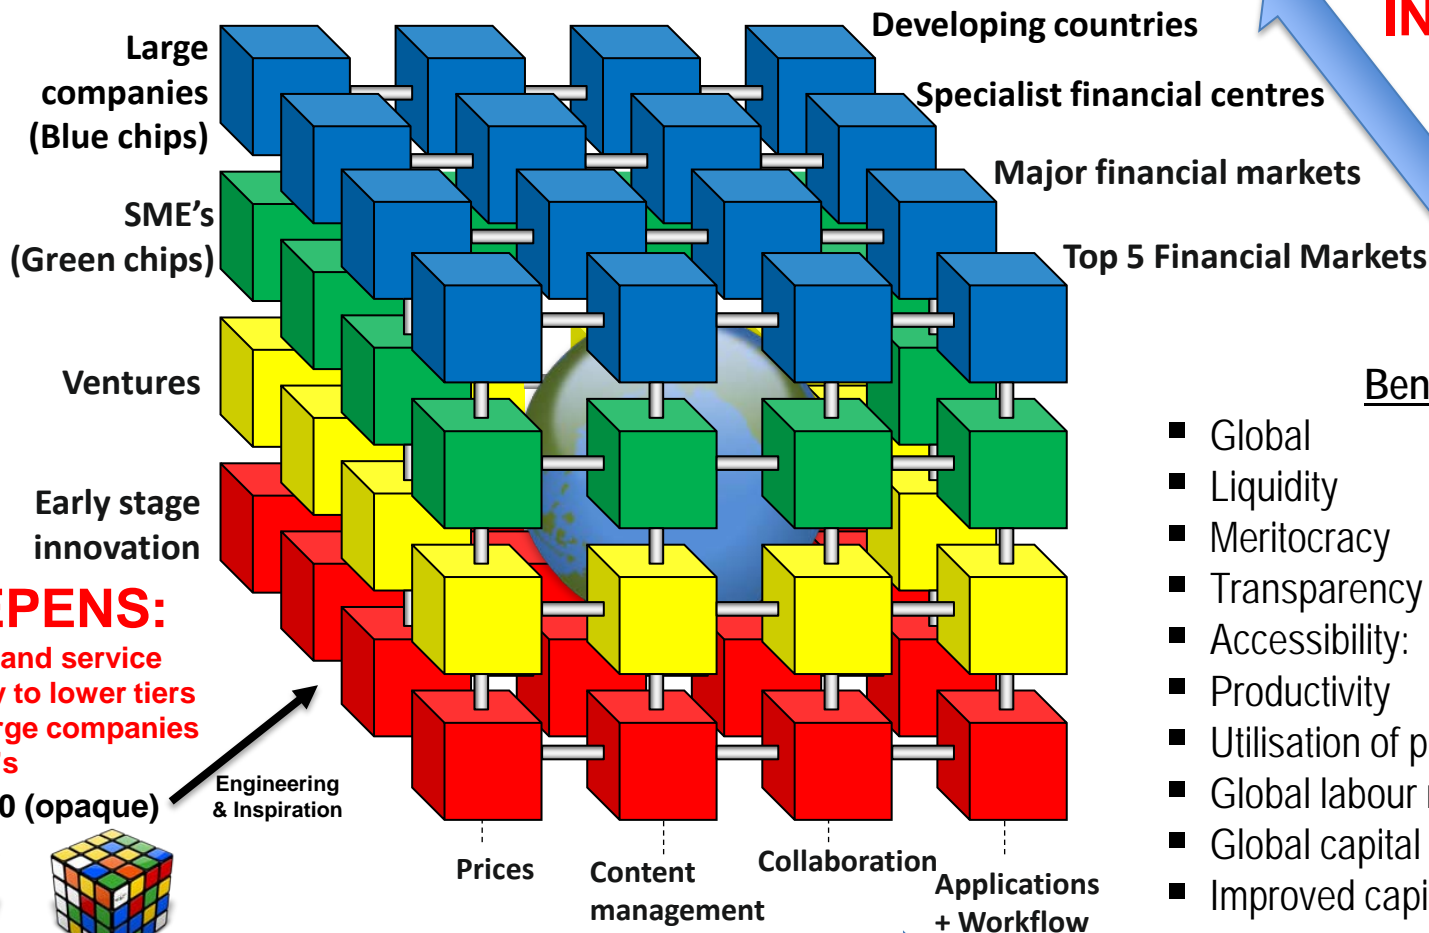 Developing countries
IN
Large
companies
(Blue chips)
Specialist financial centres
Major financial markets
SME's
(Green chips)
Top 5 Financial Markets
Ventures
Early stage
innovation
EPENS:
and service
y to lower tiers
rge companies
's
0 (opaque)
Engineering
& Inspiration
Prices
Content
management
Collaboration
Applications
+ Workflow
Ben
■ Global
■ Liquidity
■ Meritocracy
■ Transparency
■ Accessibility:
■ Productivity
■ Utilisation of p
■ Global labour
■ Global capital
■ Improved capi